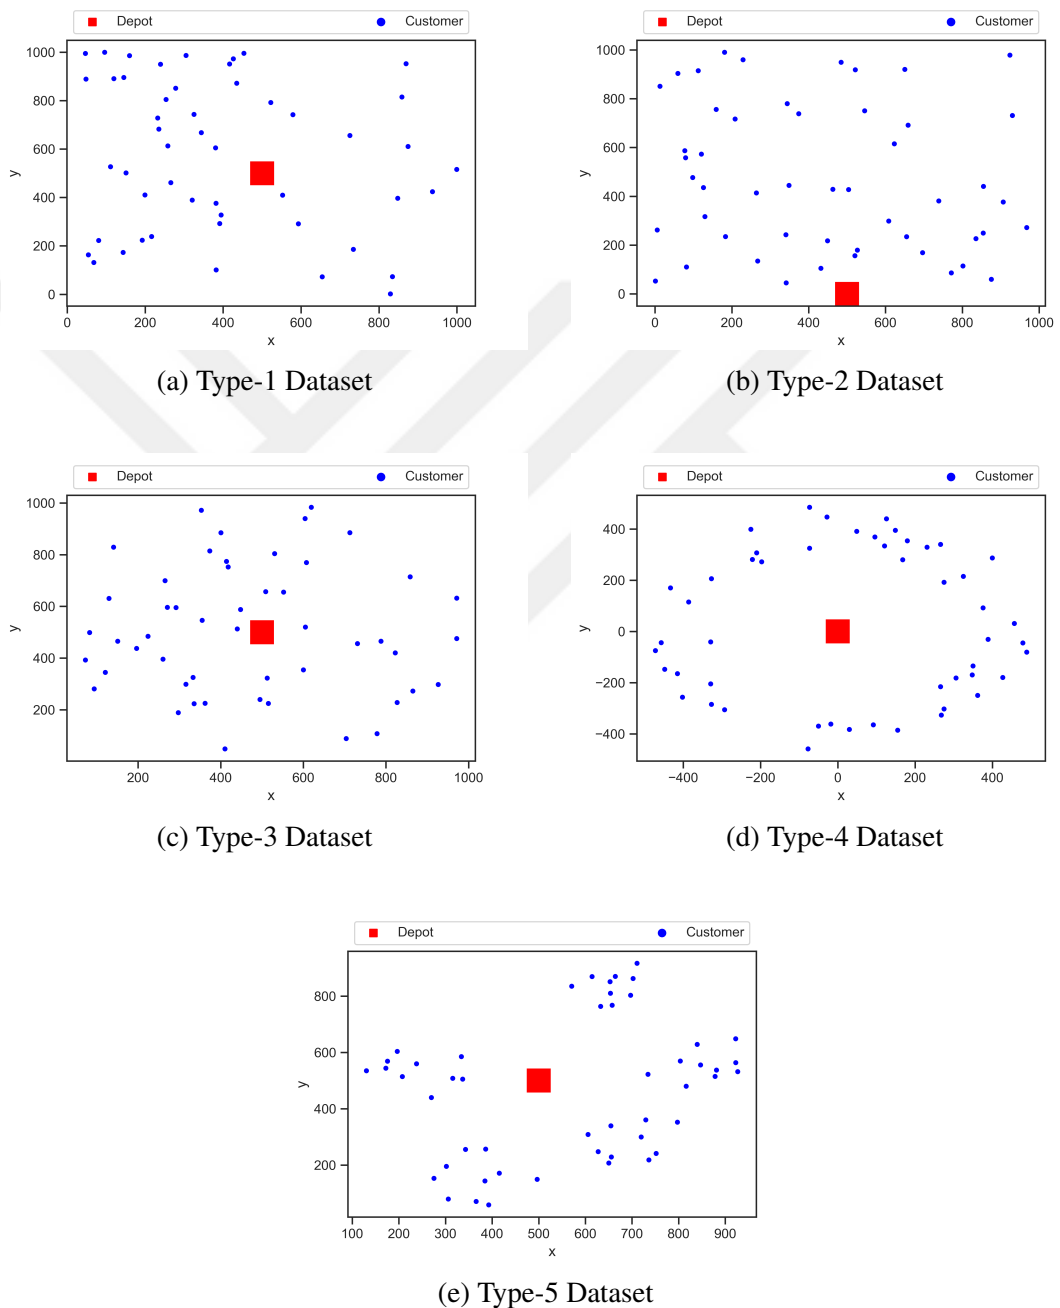 Depot Customer
1000
800
600
400
200
0
y
0 200 400 600 800 1000
x
(a) Type-1 Dataset
Depot Customer
1000
800
600
400
200
0
y
0 200 400 600 800 1000
x
(b) Type-2 Dataset
Depot Customer
1000
800
600
400
200
y
200 400 600 800 1000
x
(c) Type-3 Dataset
Depot Customer
400
200
0
−200
−400
y
−400 −200 0 200 400
x
(d) Type-4 Dataset
Depot Customer
800
600
400
200
y
100 200 300 400 500 600 700 800 900
x
(e) Type-5 Dataset